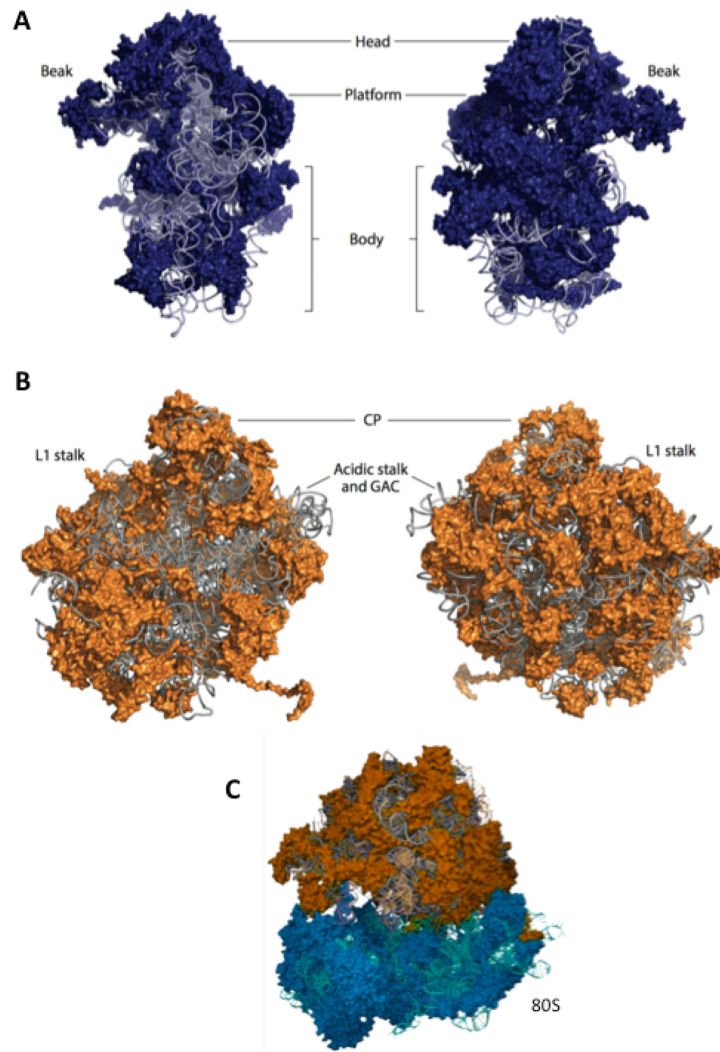 A
Head
Beak
Beak
Platform
Body
B
CP
L1 stalk
L1 stalk
Acidic stalk
and GAC
C
80S